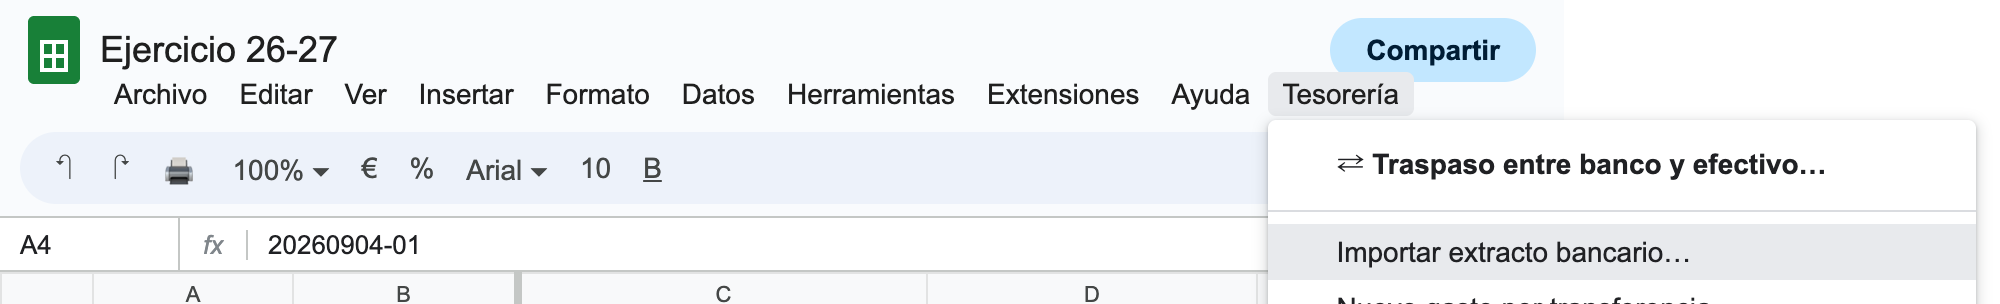 Ejercicio 26-27
Compartir
Archivo Editar Ver Insertar Formato Datos Herramientas Extensiones Ayuda Tesorería
100% € % Arial 10 B
⇄ Traspaso entre banco y efectivo…
A4 fx 20260904-01
Importar extracto bancario…
A B C D